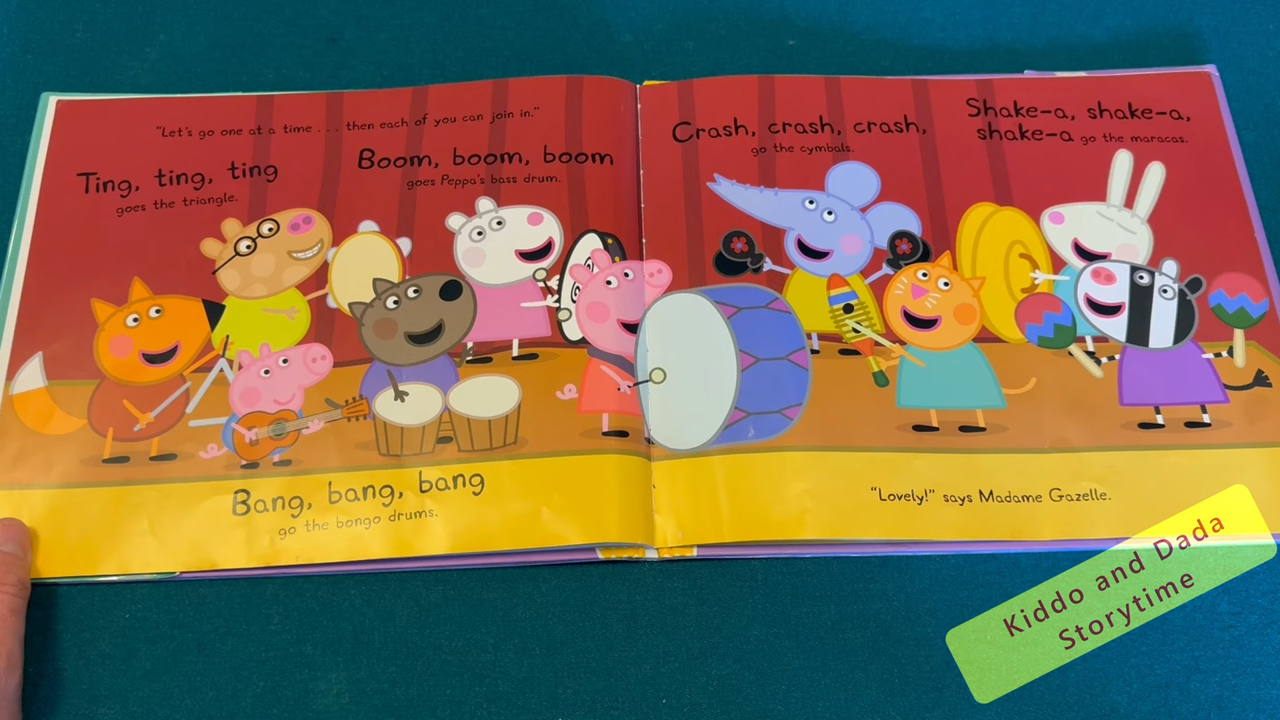 "Let's go one at a time . . . then each of you can join in."
Ting, ting, ting
goes the triangle.
Boom, boom, boom
goes Peppa's bass drum.
Bang, bang, bang
go the bongo drums.
Crash, crash, crash,
go the cymbals.
Shake-a, shake-a,
shake-a go the maracas.
"Lovely!" says Madame Gazelle.
Kiddo and Dada
Storytime